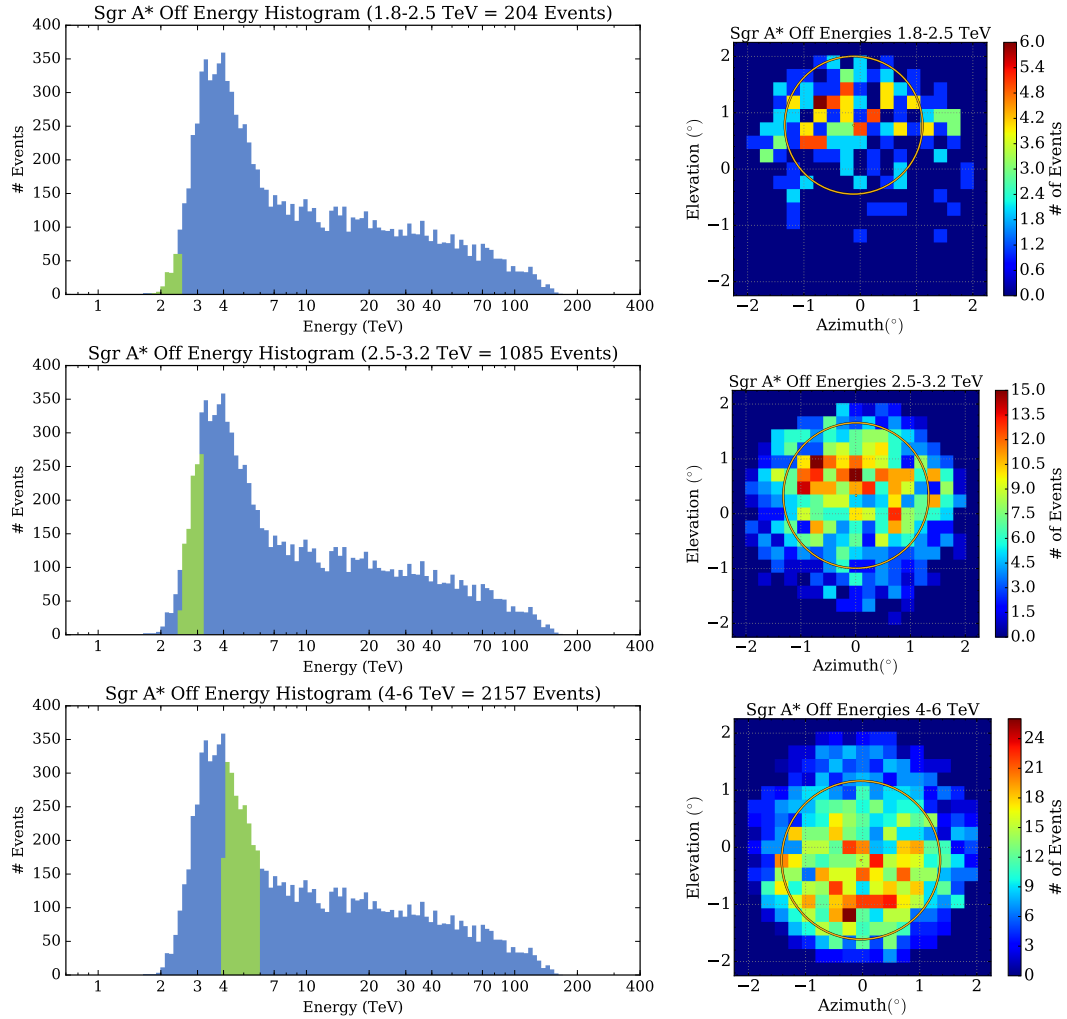 Sgr A* Off Energy Histogram (1.8-2.5 TeV = 204 Events)
400
350
300
250
200
150
100
50
0
# Events
1 2 3 4 10 20 30 70 100 200 400
Energy (TeV)
Sgr A* Off Energies 1.8-2.5 TeV
2
1
0
−1
−2
Elevation (°)
−2 −1 0 1 2
Azimuth(°)
6.0
5.4
4.8
4.2
3.6
3.0
2.4
1.8
1.2
0.6
0.0
# of Events
Sgr A* Off Energy Histogram (2.5-3.2 TeV = 1085 Events)
400
350
300
250
200
150
100
50
0
# Events
1 2 3 4 10 20 30 70 100 200 400
Energy (TeV)
Sgr A* Off Energies 2.5-3.2 TeV
2
1
0
−1
−2
Elevation (°)
−2 −1 0 1 2
Azimuth(°)
15.0
13.5
12.0
10.5
9.0
7.5
6.0
4.5
3.0
1.5
0.0
# of Events
Sgr A* Off Energy Histogram (4-6 TeV = 2157 Events)
400
350
300
250
200
150
100
50
0
# Events
1 2 3 4 10 20 30 70 100 200 400
Energy (TeV)
Sgr A* Off Energies 4-6 TeV
2
1
0
−1
−2
Elevation (°)
−2 −1 0 1 2
Azimuth(°)
24
21
18
15
12
9
6
3
0
# of Events